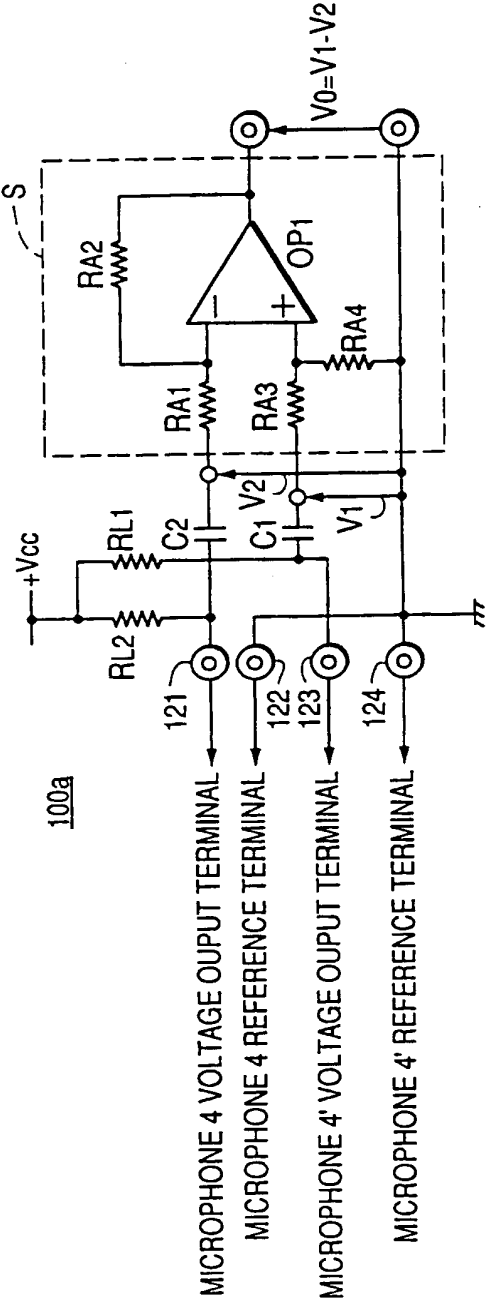 100a
+Vcc
RL2
RL1
S
RA2
RA1
−
+
OP1
RA3
RA4
C2
C1
V2
V1
V0=V1-V2
121
122
123
124
MICROPHONE 4 VOLTAGE OUPUT TERMINAL
MICROPHONE 4 REFERENCE TERMINAL
MICROPHONE 4' VOLTAGE OUPUT TERMINAL
MICROPHONE 4' REFERENCE TERMINAL